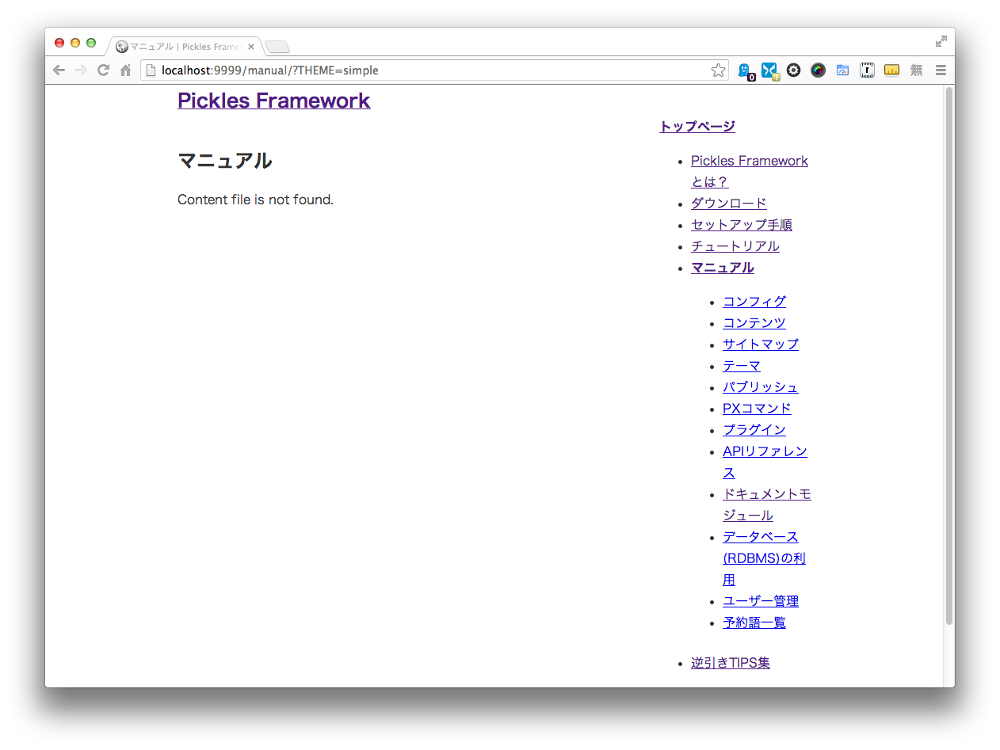 マニュアル | Pickles Frame
localhost:9999/manual/?THEME=simple
0
無
Pickles Framework
マニュアル
Content file is not found.
トップページ
Pickles Framework
とは？
ダウンロード
セットアップ手順
チュートリアル
マニュアル
コンフィグ
コンテンツ
サイトマップ
テーマ
パブリッシュ
PXコマンド
プラグイン
APIリファレン
ス
ドキュメントモ
ジュール
データベース
(RDBMS)の利
用
ユーザー管理
予約語一覧
逆引きTIPS集